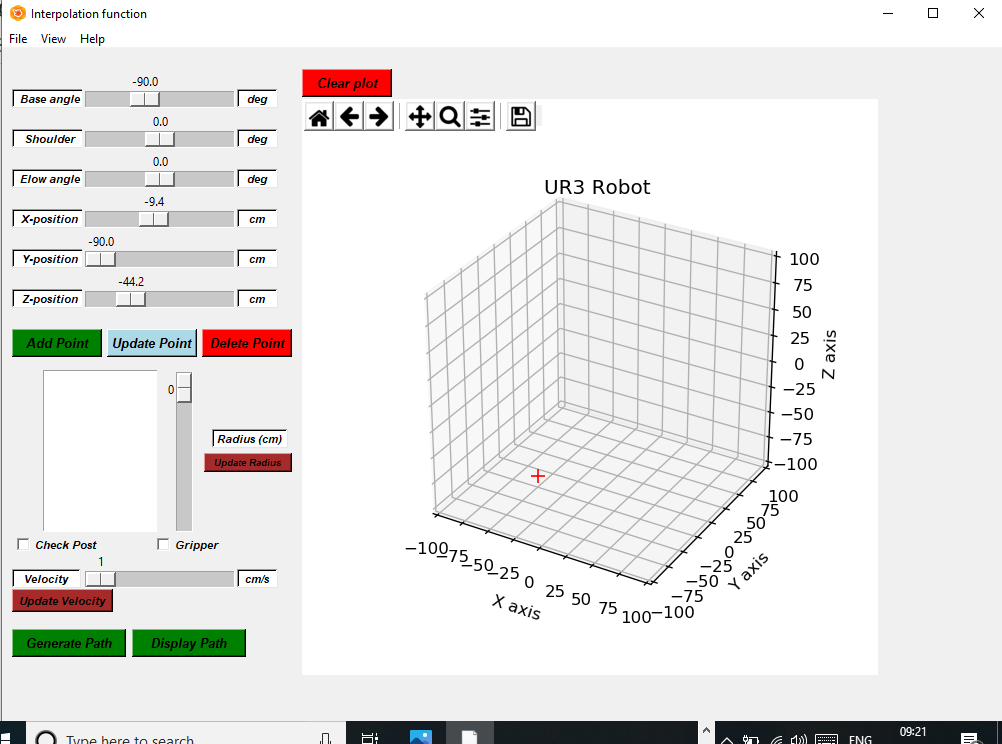 Interpolation function
File View Help
-90.0
Base angle deg
0.0
Shoulder deg
0.0
Elow angle deg
-9.4
X-position cm
-90.0
Y-position cm
-44.2
Z-position cm
Add Point Update Point Delete Point
0
Radius (cm)
Update Radius
Check Post Gripper
1
Velocity cm/s
Update Velocity
Generate Path Display Path
Clear plot
UR3 Robot
100
75
50
25
0
−25
−50
−75
−100
Z axis
100
75
50
25
0
−25
−50
−75
−100
Y axis
−100
−75
−50
−25
0
25
50
75
100
X axis
Type here to search
ENG
09:21